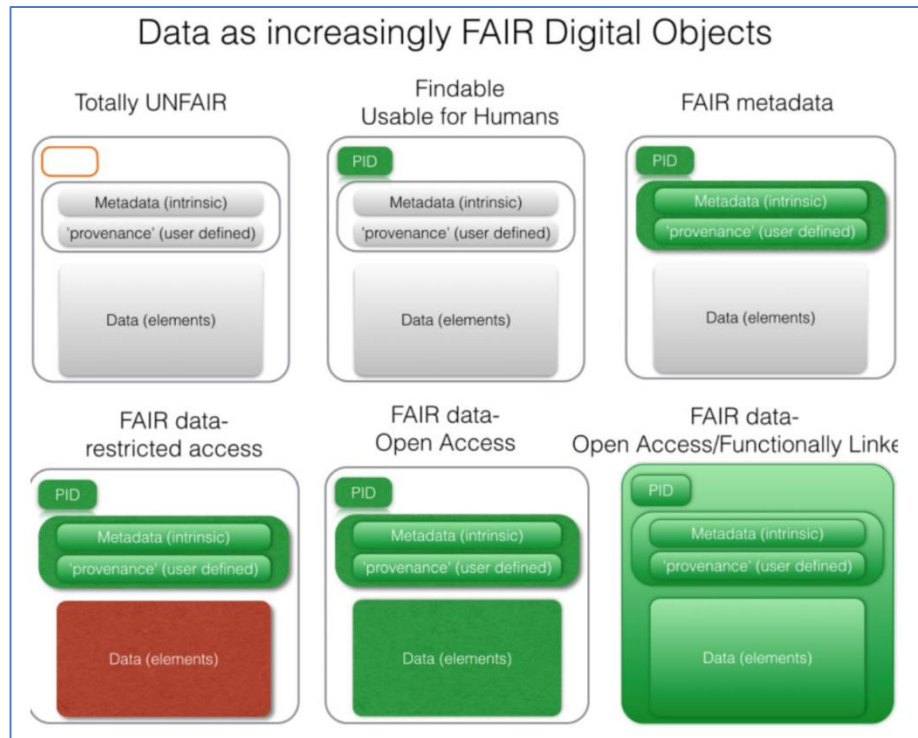 Data as increasingly FAIR Digital Objects
Totally UNFAIR
Metadata (intrinsic)
'provenance' (user defined)
Data (elements)
Findable
Usable for Humans
PID
Metadata (intrinsic)
'provenance' (user defined)
Data (elements)
FAIR metadata
PID
Metadata (intrinsic)
'provenance' (user defined)
Data (elements)
FAIR data-
restricted access
PID
Metadata (intrinsic)
'provenance' (user defined)
Data (elements)
FAIR data-
Open Access
PID
Metadata (intrinsic)
'provenance' (user defined)
Data (elements)
FAIR data-
Open Access/Functionally Linke
PID
Metadata (intrinsic)
'provenance' (user defined)
Data (elements)